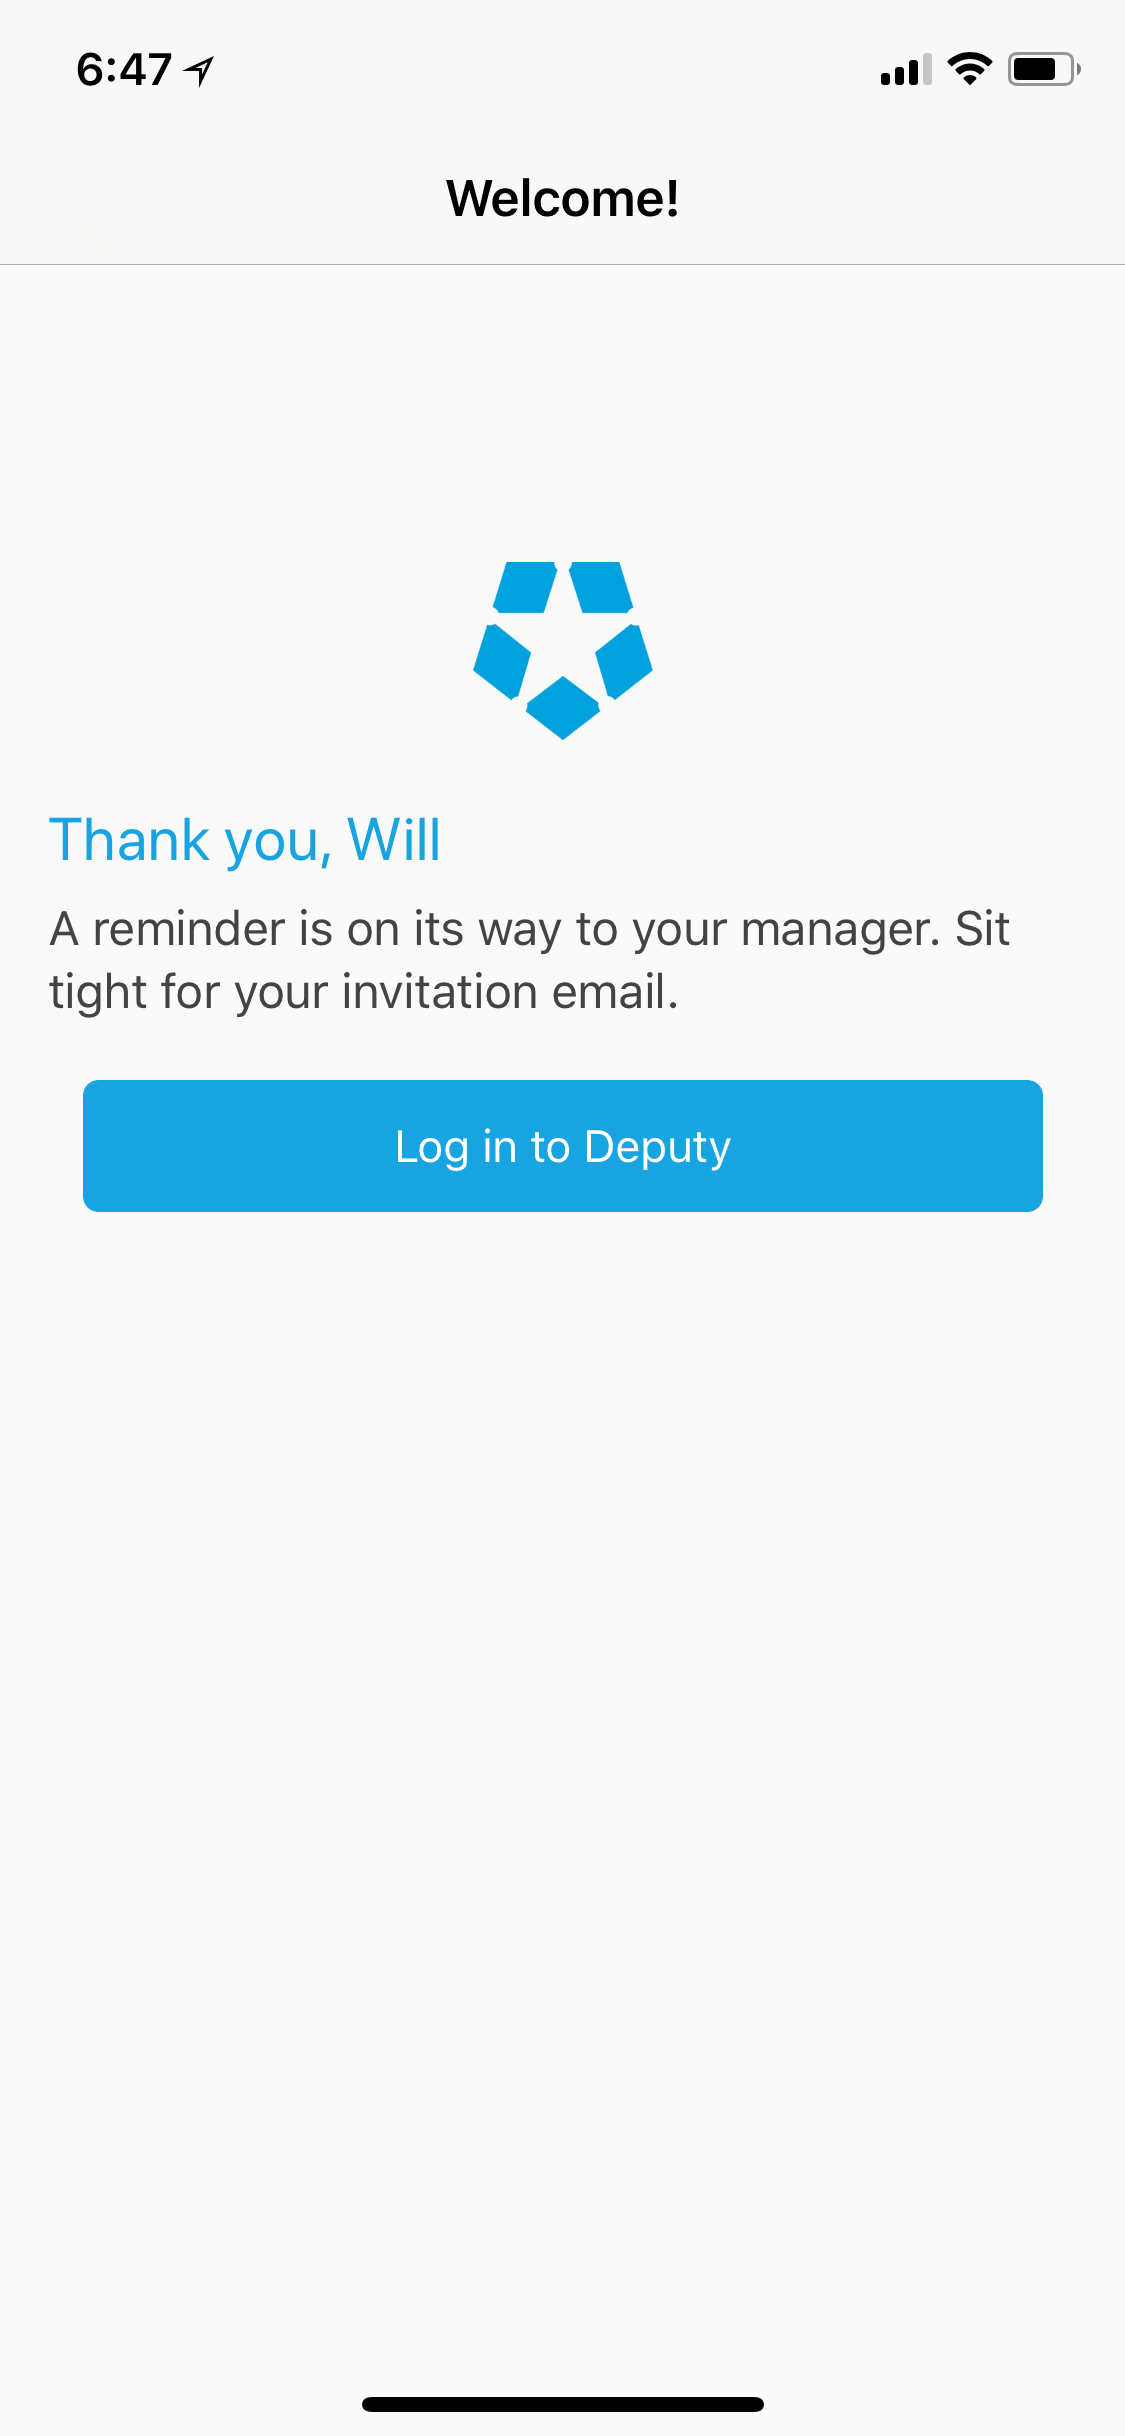 6:47
Welcome!
Thank you, Will
A reminder is on its way to your manager. Sit
tight for your invitation email.
Log in to Deputy